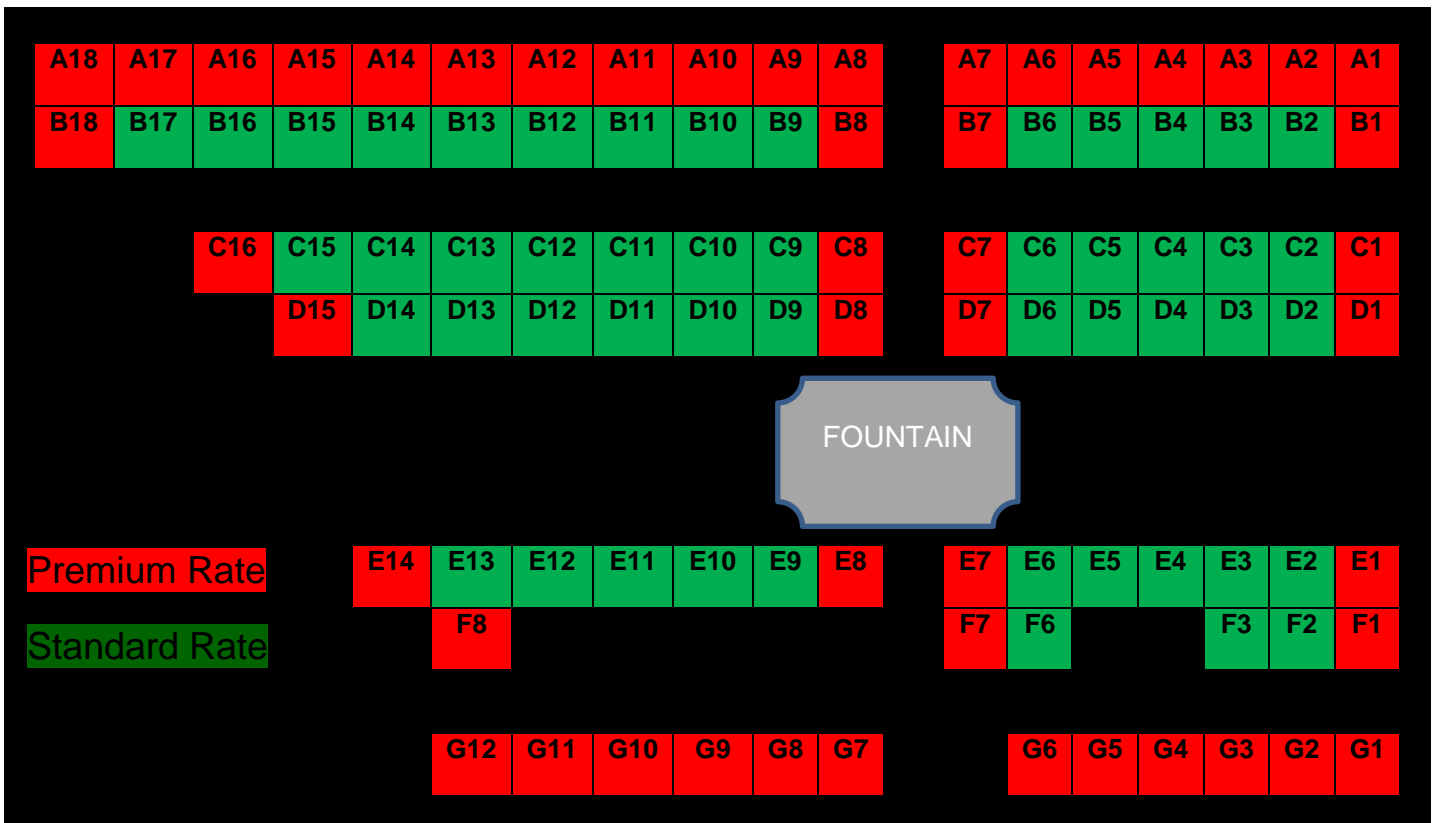 A18 A17 A16 A15 A14 A13 A12 A11 A10 A9 A8 A7 A6 A5 A4 A3 A2 A1
B18 B17 B16 B15 B14 B13 B12 B11 B10 B9 B8 B7 B6 B5 B4 B3 B2 B1
C16 C15 C14 C13 C12 C11 C10 C9 C8 C7 C6 C5 C4 C3 C2 C1
D15 D14 D13 D12 D11 D10 D9 D8 D7 D6 D5 D4 D3 D2 D1
FOUNTAIN
Premium Rate
E14 E13 E12 E11 E10 E9 E8 E7 E6 E5 E4 E3 E2 E1
Standard Rate
F8 F7 F6 F3 F2 F1
G12 G11 G10 G9 G8 G7 G6 G5 G4 G3 G2 G1